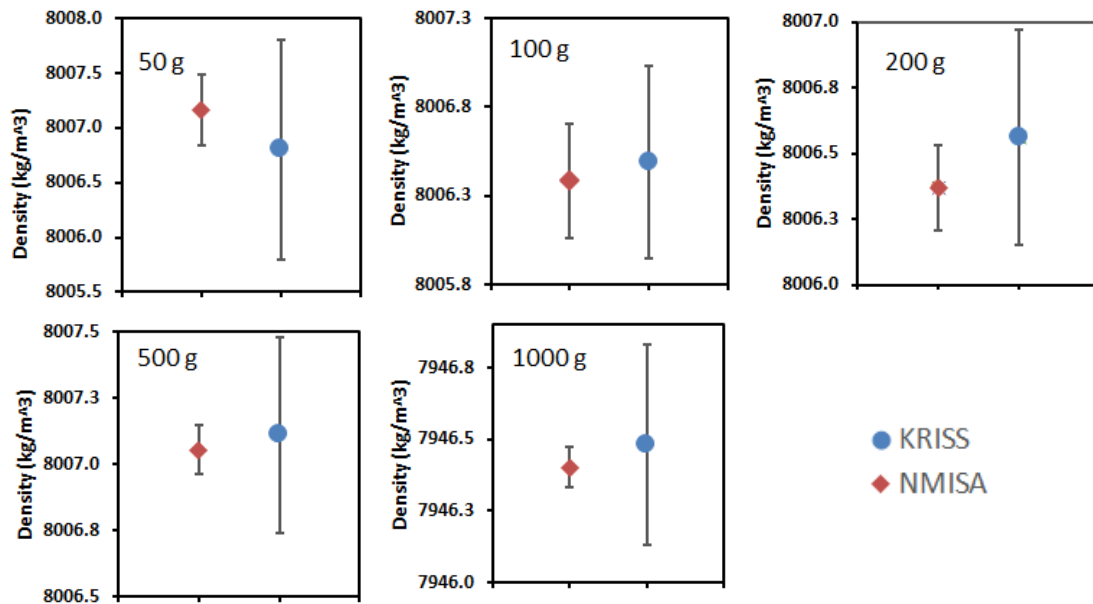 Density (kg/m^3)
8008.0
8007.5
8007.0
8006.5
8006.0
8005.5
50 g
Density (kg/m^3)
8007.3
8006.8
8006.3
8005.8
100 g
Density (kg/m^3)
8007.0
8006.8
8006.5
8006.3
8006.0
200 g
Density (kg/m^3)
8007.5
8007.3
8007.0
8006.8
8006.5
500 g
Density (kg/m^3)
7946.8
7946.5
7946.3
7946.0
1000 g
KRISS
NMISA